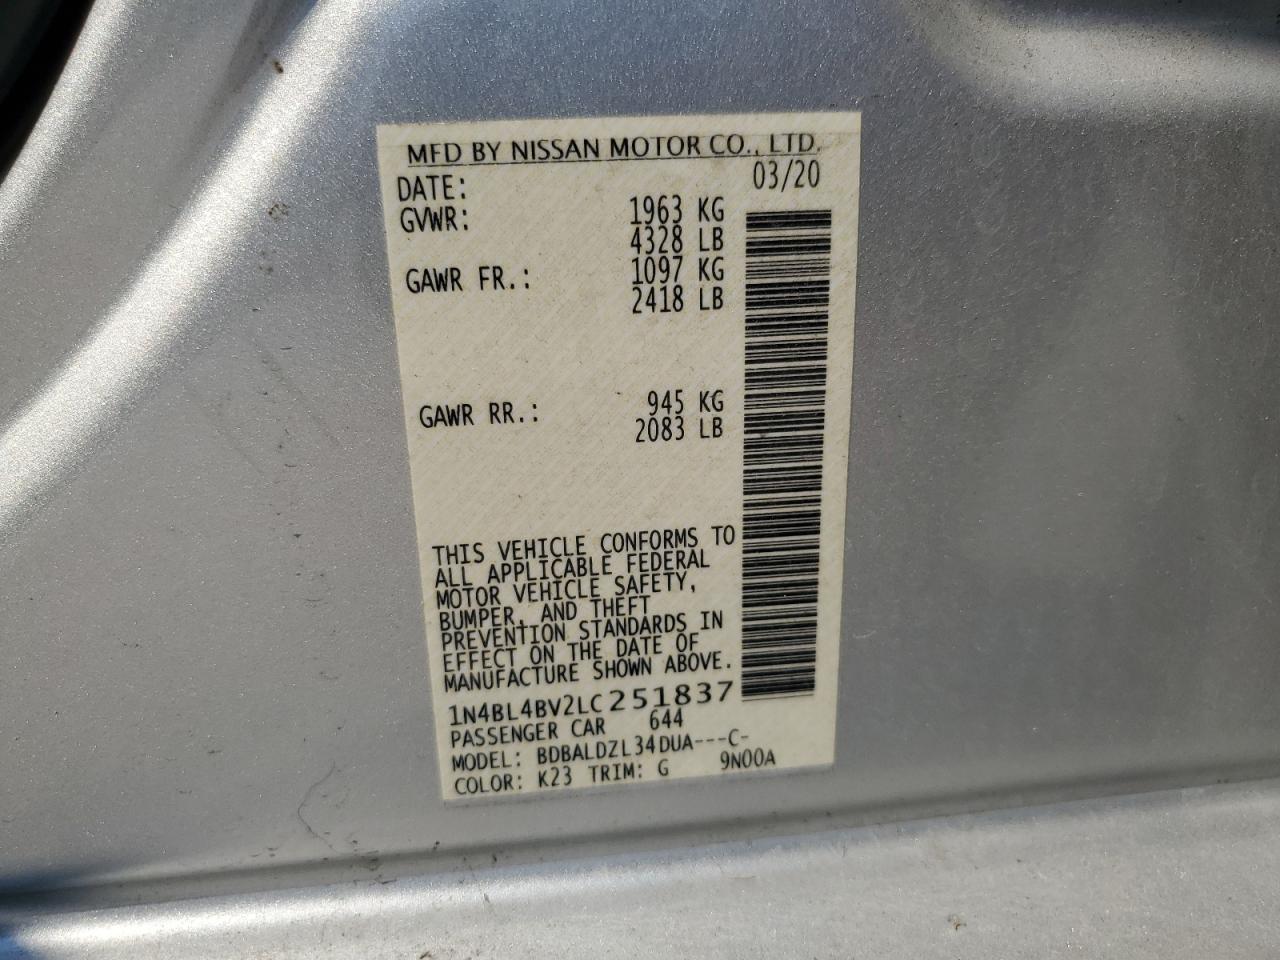 MFD BY NISSAN MOTOR CO., LTD.
DATE: 03/20
GVWR: 1963 KG
4328 LB
GAWR FR.: 1097 KG
2418 LB
GAWR RR.: 945 KG
2083 LB
THIS VEHICLE CONFORMS TO
ALL APPLICABLE FEDERAL
MOTOR VEHICLE SAFETY,
BUMPER, AND THEFT
PREVENTION STANDARDS IN
EFFECT ON THE DATE OF
MANUFACTURE SHOWN ABOVE.
1N4BL4BV2LC251837
PASSENGER CAR 644
MODEL: BDBALDZL34DUA---C-
COLOR: K23 TRIM: G 9N00A